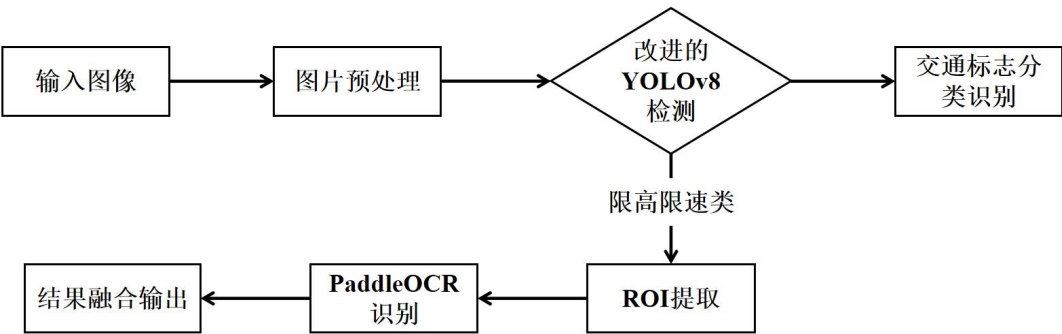 输入图像
图片预处理
改进的
YOLOv8
检测
交通标志分
类识别
限高限速类
结果融合输出
PaddleOCR
识别
ROI提取